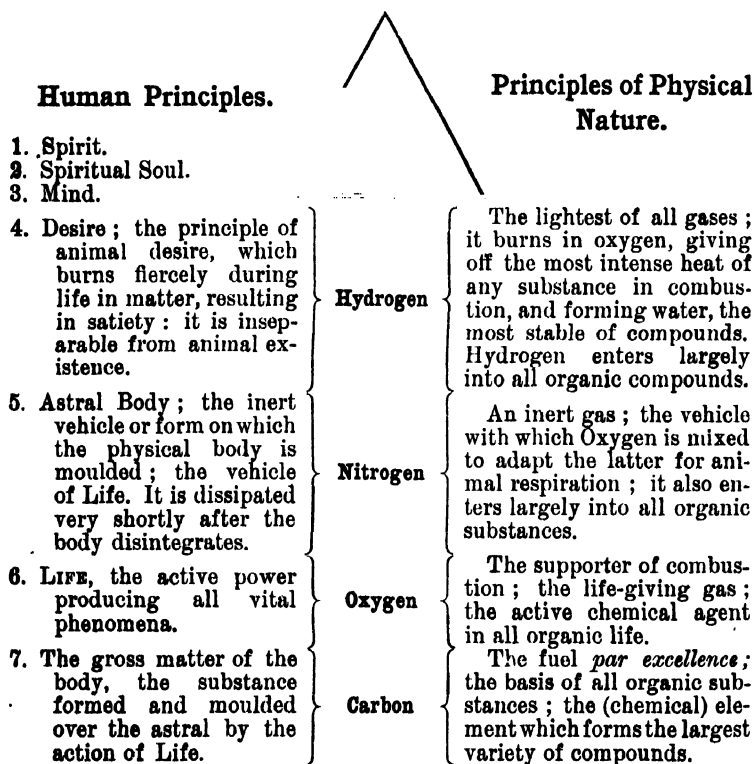 Human Principles.
1. Spirit.
2. Spiritual Soul.
3. Mind.
4. Desire ; the principle of
animal desire, which
burns fiercely during
life in matter, resulting
in satiety : it is insep-
arable from animal ex-
istence.
5. Astral Body ; the inert
vehicle or form on which
the physical body is
moulded ; the vehicle
of Life. It is dissipated
very shortly after the
body disintegrates.
6. LIFE, the active power
producing all vital
phenomena.
7. The gross matter of the
body, the substance
formed and moulded
over the astral by the
action of Life.
Hydrogen
Nitrogen
Oxygen
Carbon
Principles of Physical
Nature.
The lightest of all gases ;
it burns in oxygen, giving
off the most intense heat of
any substance in combus-
tion, and forming water, the
most stable of compounds.
Hydrogen enters largely
into all organic compounds.
An inert gas ; the vehicle
with which Oxygen is mixed
to adapt the latter for ani-
mal respiration ; it also en-
ters largely into all organic
substances.
The supporter of combus-
tion ; the life-giving gas ;
the active chemical agent
in all organic life.
The fuel par excellence;
the basis of all organic sub-
stances ; the (chemical) ele-
ment which forms the largest
variety of compounds.